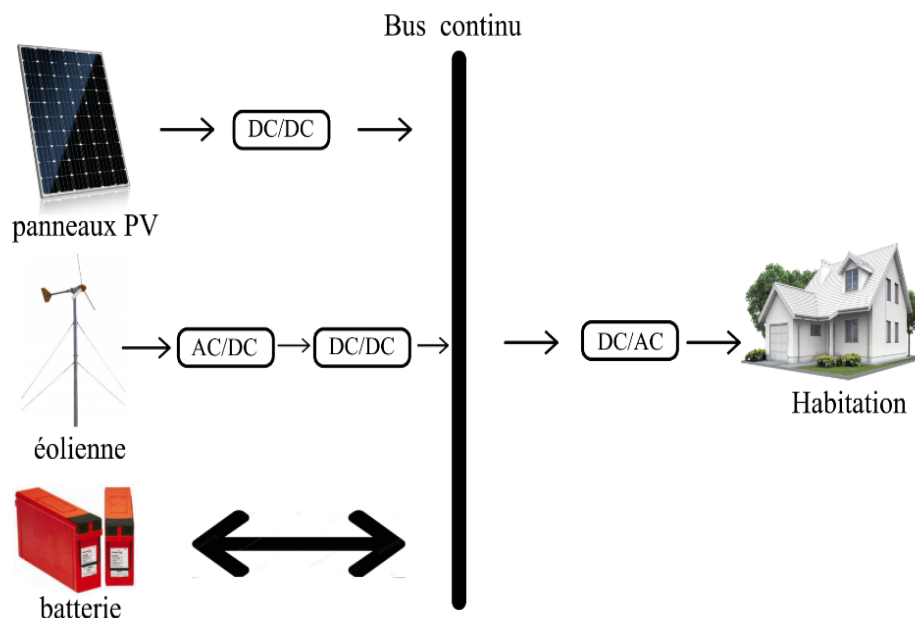 Bus continu
DC/DC
panneaux PV
AC/DC
DC/DC
DC/AC
éolienne
Habitation
batterie